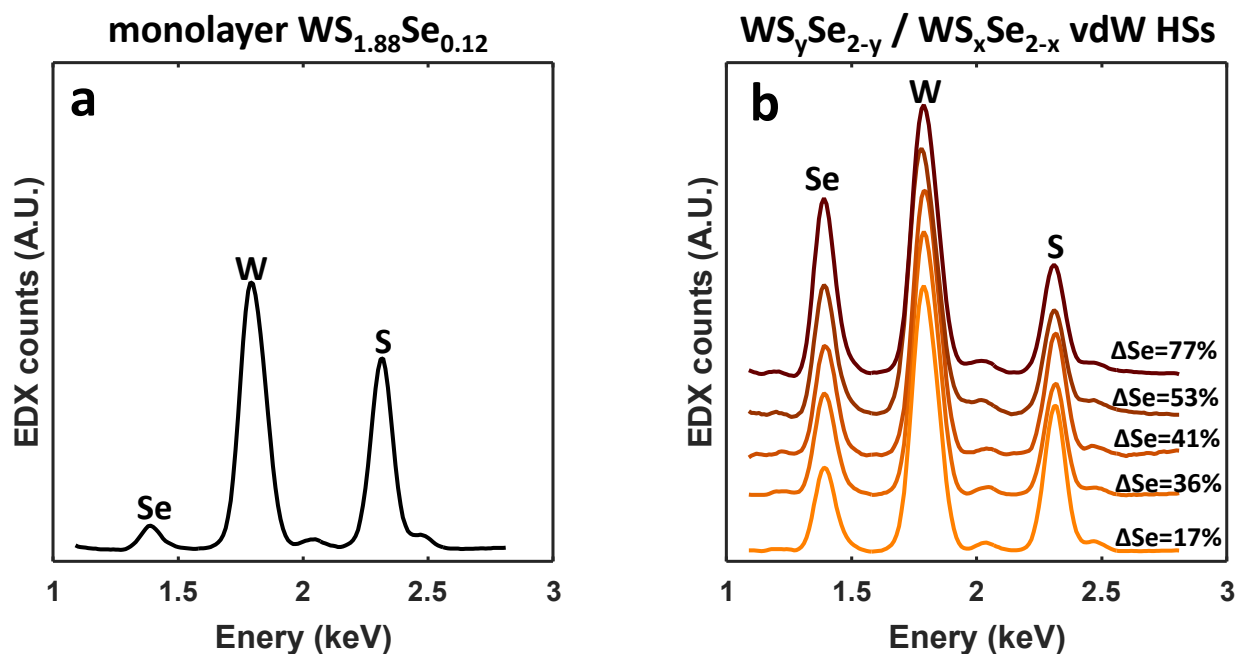 monolayer WS1.88Se0.12
a
Se
W
S
EDX counts (A.U.)
1 1.5 2 2.5 3
Enery (keV)
WSySe2-y / WSxSe2-x vdW HSs
b
Se
W
S
ΔSe=77%
ΔSe=53%
ΔSe=41%
ΔSe=36%
ΔSe=17%
EDX counts (A.U.)
1 1.5 2 2.5 3
Enery (keV)